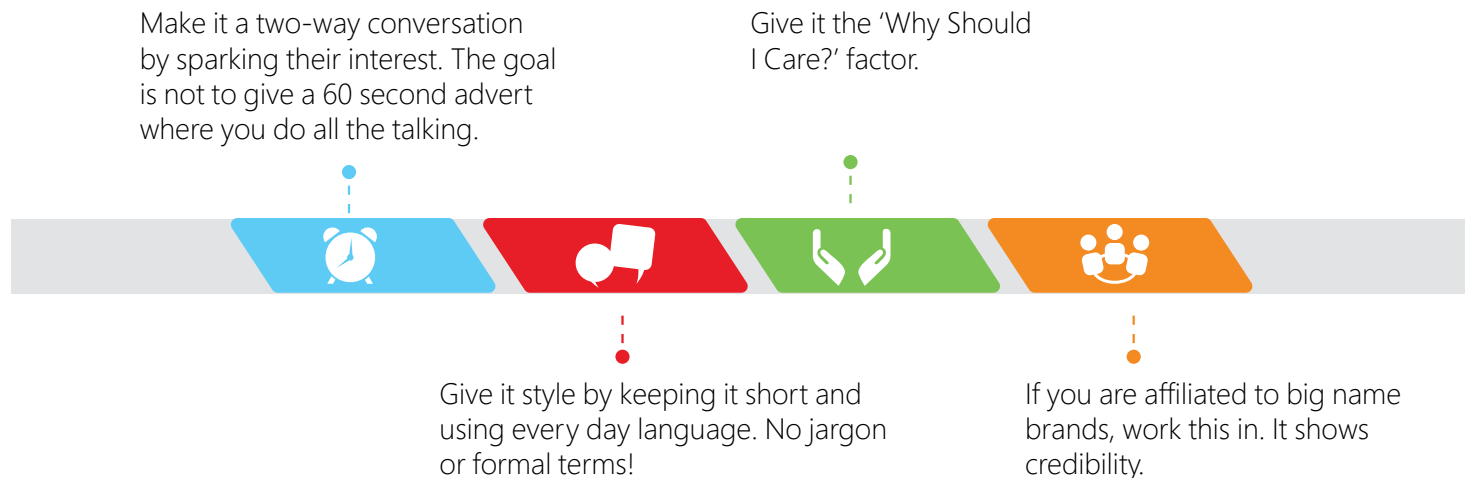 Make it a two-way conversation
by sparking their interest. The goal
is not to give a 60 second advert
where you do all the talking.
Give it style by keeping it short and
using every day language. No jargon
or formal terms!
Give it the ‘Why Should
I Care?’ factor.
If you are affiliated to big name
brands, work this in. It shows
credibility.